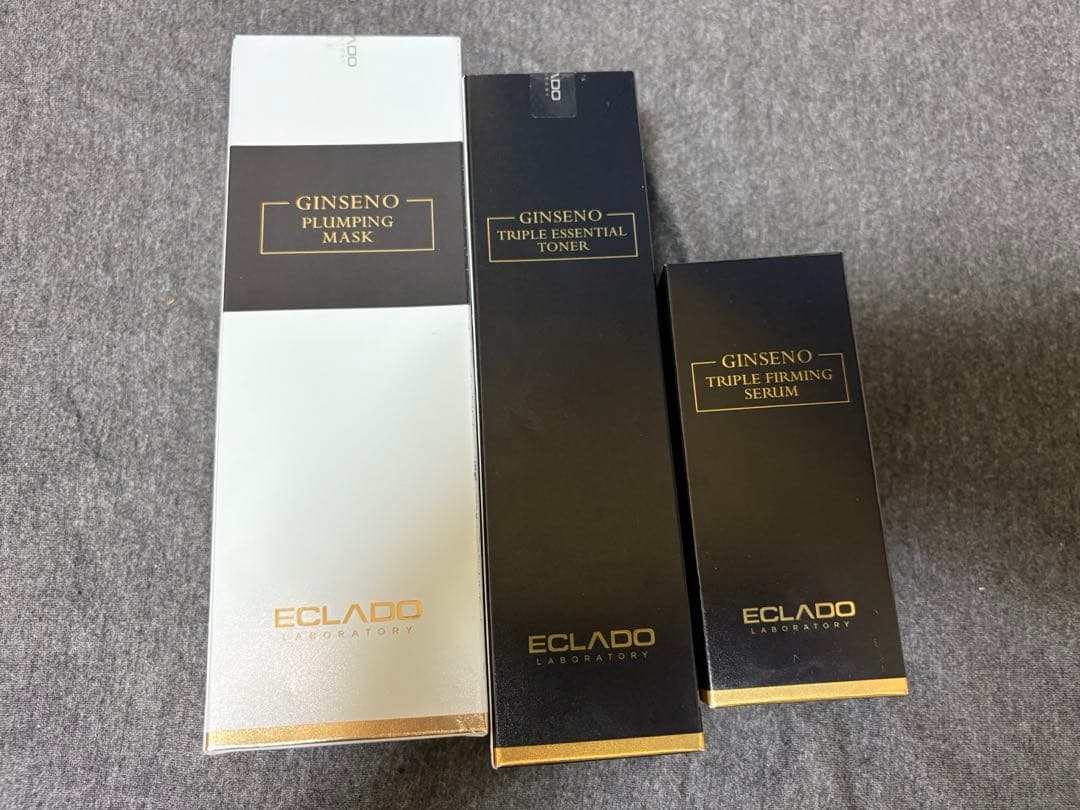 GINSENO
PLUMPING
MASK
ECLADO
LABORATORY
GINSENO
TRIPLE ESSENTIAL
TONER
ECLADO
LABORATORY
GINSENO
TRIPLE FIRMING
SERUM
ECLADO
LABORATORY